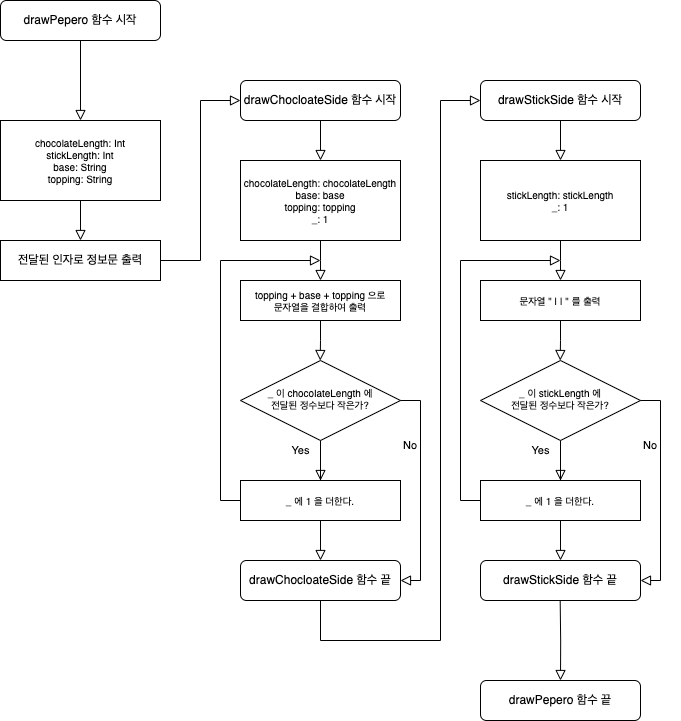 drawPepero 함수 시작
chocolateLength: Int
stickLength: Int
base: String
topping: String
전달된 인자로 정보문 출력
drawChocloateSide 함수 시작
chocolateLength: chocolateLength
base: base
topping: topping
_: 1
topping + base + topping 으로
문자열을 결합하여 출력
_ 이 chocolateLength 에
전달된 정수보다 작은가?
Yes
No
_ 에 1 을 더한다.
drawChocloateSide 함수 끝
drawStickSide 함수 시작
stickLength: stickLength
_: 1
문자열 " | | " 를 출력
_ 이 stickLength 에
전달된 정수보다 작은가?
Yes
No
_ 에 1 을 더한다.
drawStickSide 함수 끝
drawPepero 함수 끝